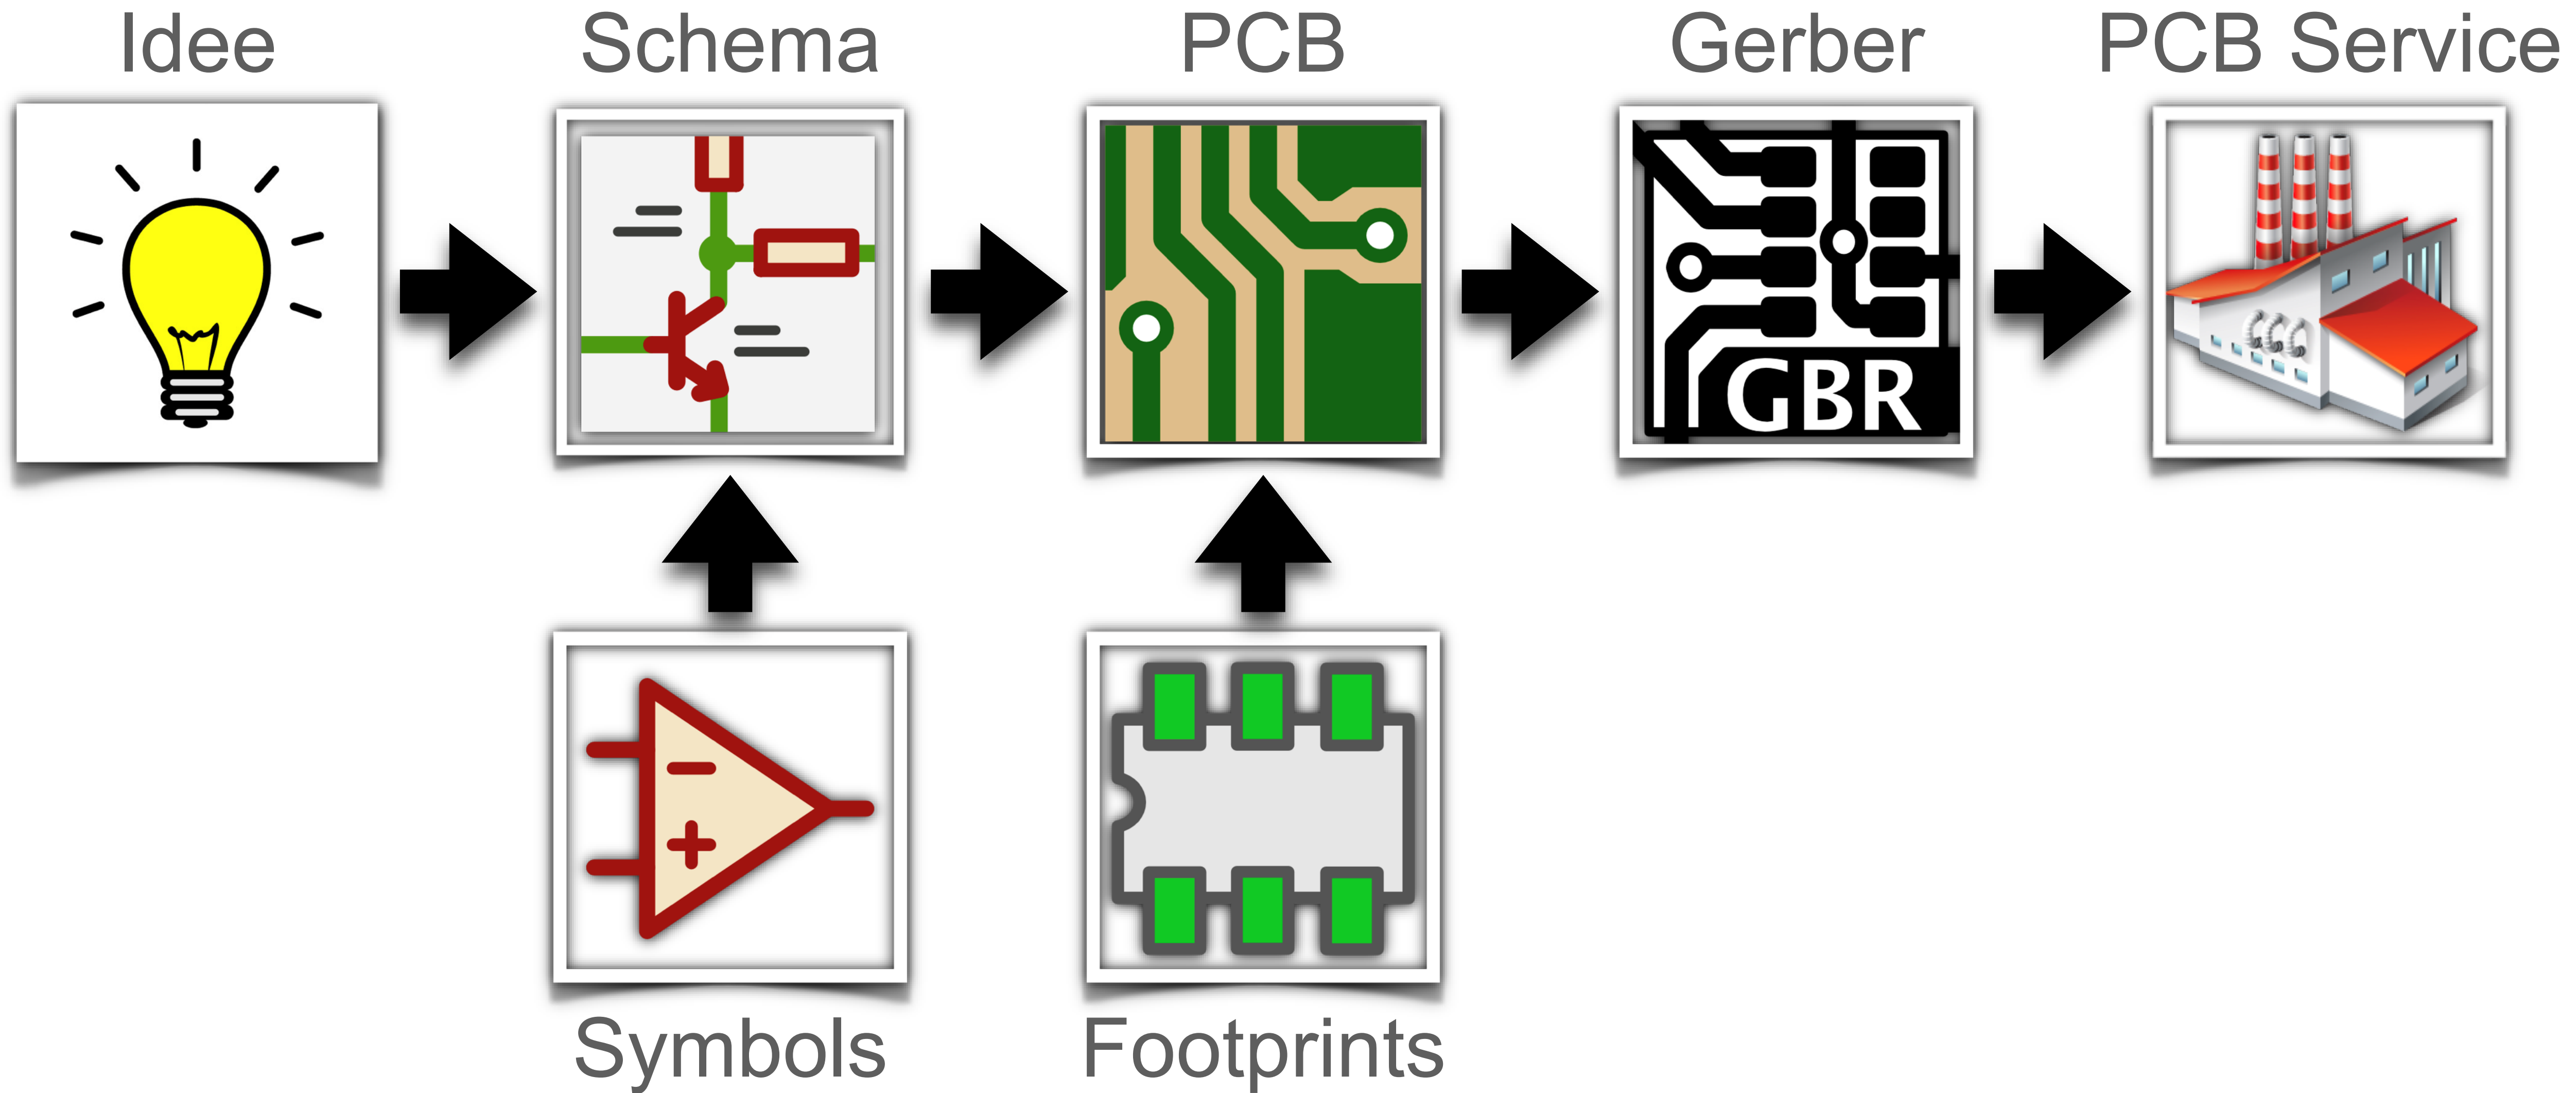 Idee
Schema
PCB
Gerber
PCB Service
GBR
Symbols
Footprints